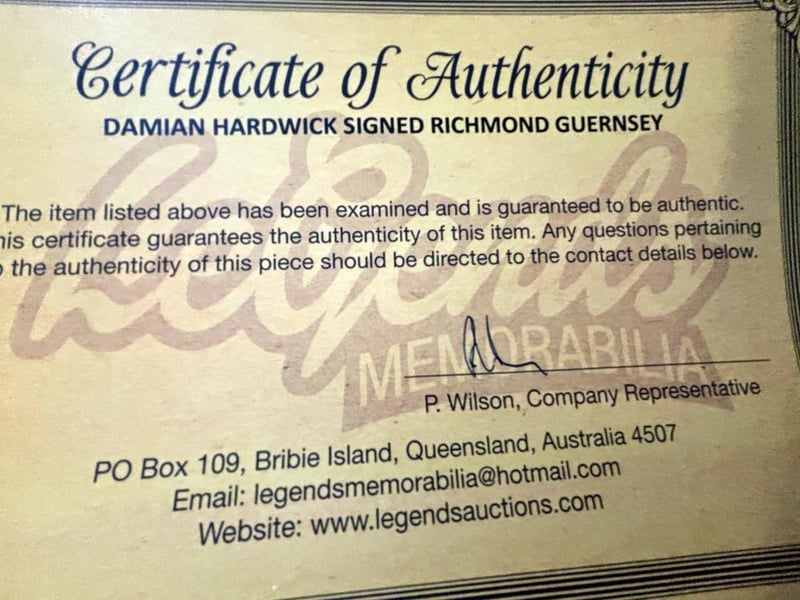 Certificate of Authenticity
DAMIAN HARDWICK SIGNED RICHMOND GUERNSEY
Legends
MEMORABILIA
The item listed above has been examined and is guaranteed to be authentic.
his certificate guarantees the authenticity of this item. Any questions pertaining
o the authenticity of this piece should be directed to the contact details below.
P. Wilson, Company Representative
PO Box 109, Bribie Island, Queensland, Australia 4507
Email: legendsmemorabilia@hotmail.com
Website: www.legendsauctions.com